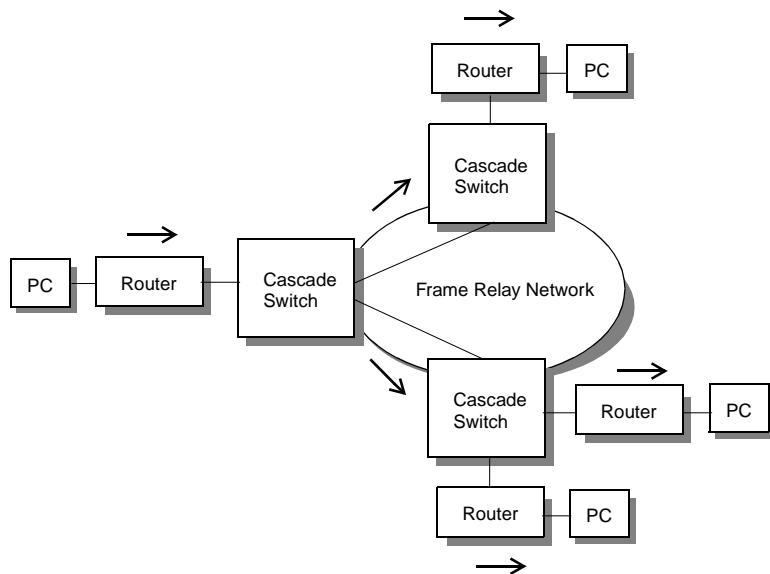 Router
PC
Cascade
Switch
PC
Router
Cascade
Switch
Frame Relay Network
Cascade
Switch
Router
PC
Router
PC